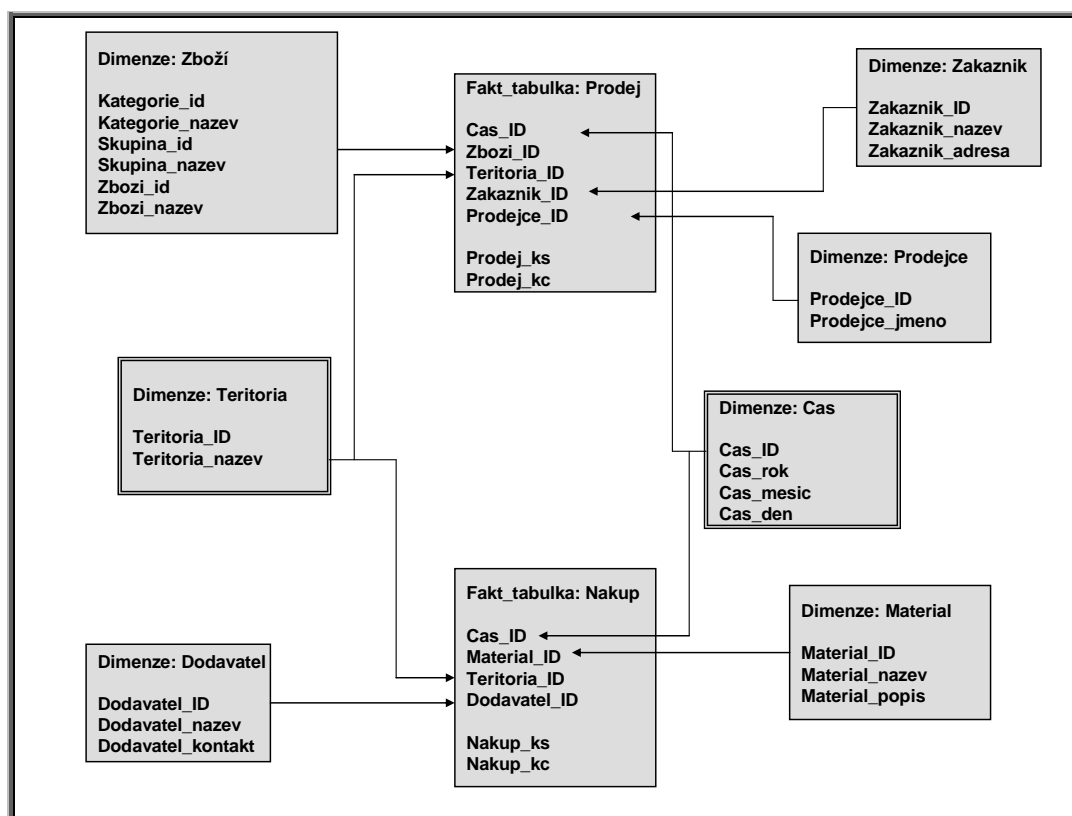 Dimenze: Zboží
Kategorie_id
Kategorie_nazev
Skupina_id
Skupina_nazev
Zbozi_id
Zbozi_nazev
Fakt_tabulka: Prodej
Cas_ID
Zbozi_ID
Teritoria_ID
Zakaznik_ID
Prodejce_ID
Prodej_ks
Prodej_kc
Dimenze: Zakaznik
Zakaznik_ID
Zakaznik_nazev
Zakaznik_adresa
Dimenze: Prodejce
Prodejce_ID
Prodejce_jmeno
Dimenze: Teritoria
Teritoria_ID
Teritoria_nazev
Dimenze: Cas
Cas_ID
Cas_rok
Cas_mesic
Cas_den
Dimenze: Dodavatel
Dodavatel_ID
Dodavatel_nazev
Dodavatel_kontakt
Fakt_tabulka: Nakup
Cas_ID
Material_ID
Teritoria_ID
Dodavatel_ID
Nakup_ks
Nakup_kc
Dimenze: Material
Material_ID
Material_nazev
Material_popis